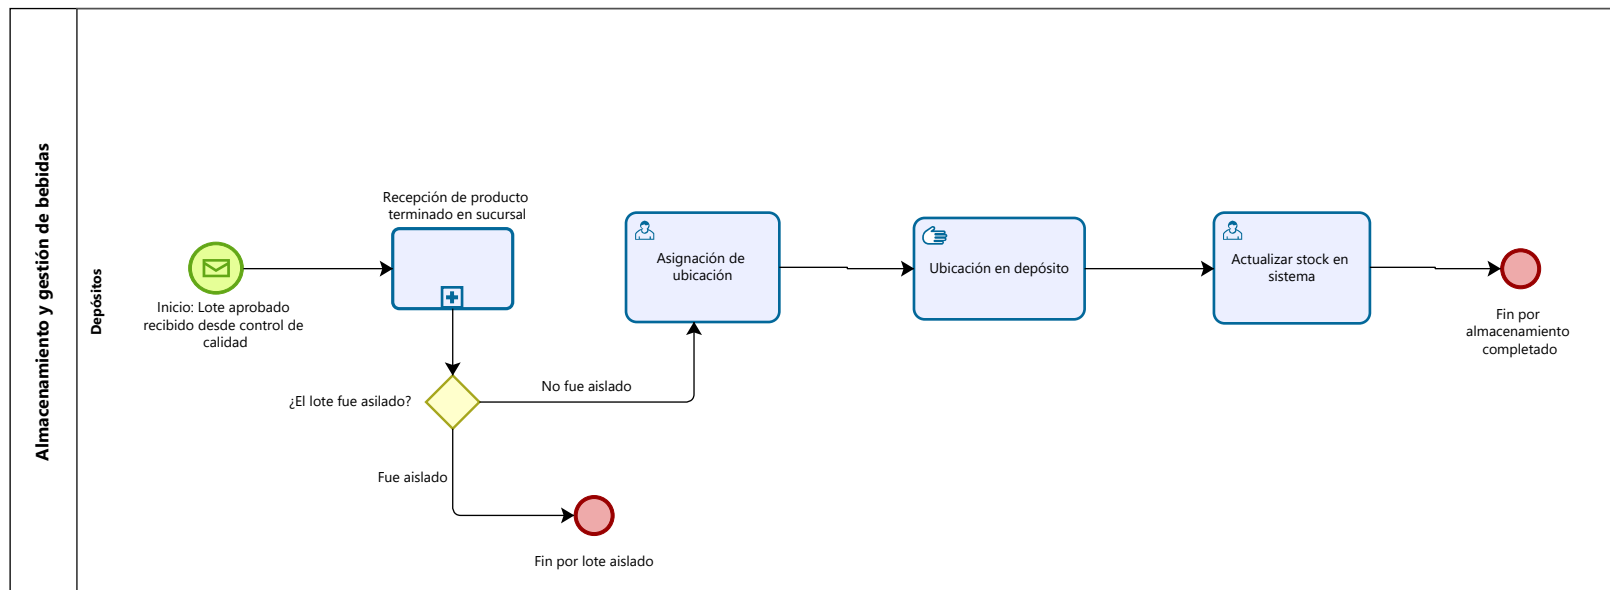 Almacenamiento y gestión de bebidas
Depósitos
Inicio: Lote aprobado
recibido desde control de
calidad
Recepción de producto
terminado en sucursal
¿El lote fue asilado?
No fue aislado
Fue aislado
Fin por lote aislado
Asignación de
ubicación
Ubicación en depósito
Actualizar stock en
sistema
Fin por
almacenamiento
completado